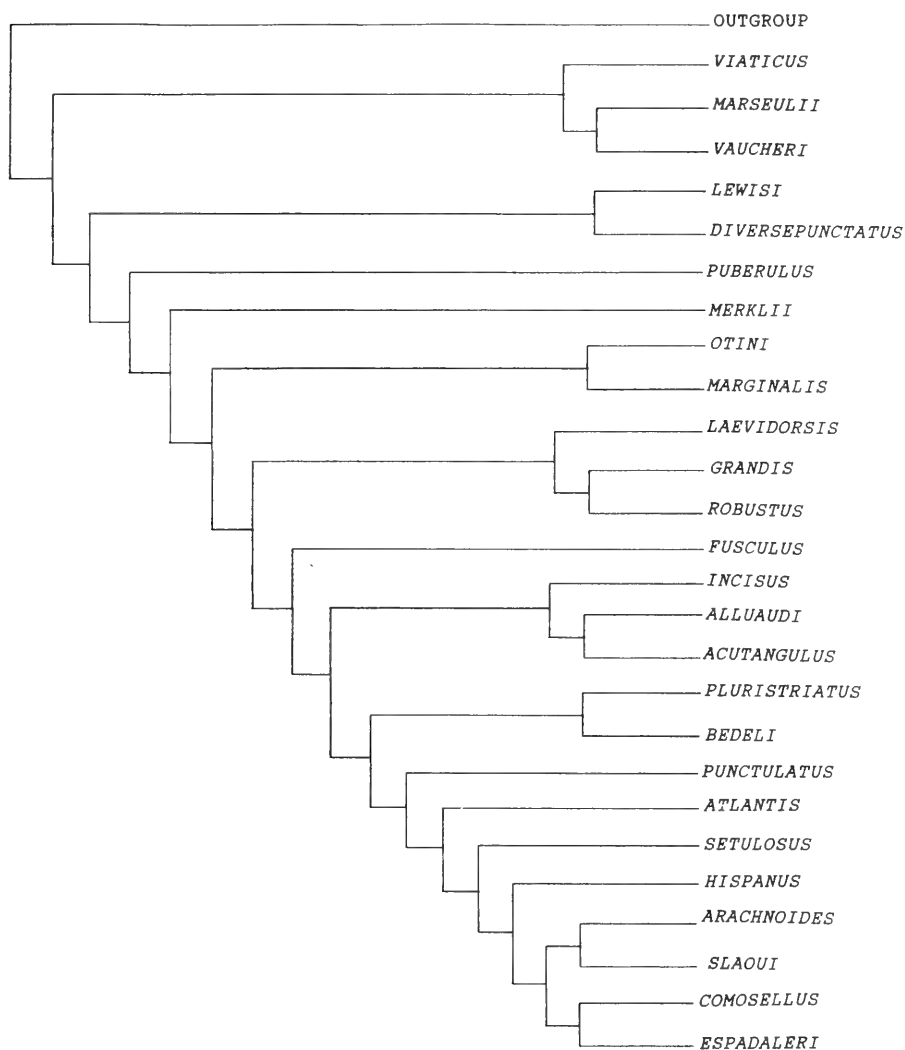 OUTGROUP
VIATICUS
MARSEULII
VAUCHERI
LEWISI
DIVERSEPUNCTATUS
PUBERULUS
MERKLII
OTINI
MARGINALIS
LAEVIDORSIS
GRANDIS
ROBUSTUS
FUSCULUS
INCISUS
ALLUAUDI
ACUTANGULUS
PLURISTRIATUS
BEDELI
PUNCTULATUS
ATLANTIS
SETULOSUS
HISPANUS
ARACHNOIDES
SLAOUI
COMOSELLUS
ESPADALERI